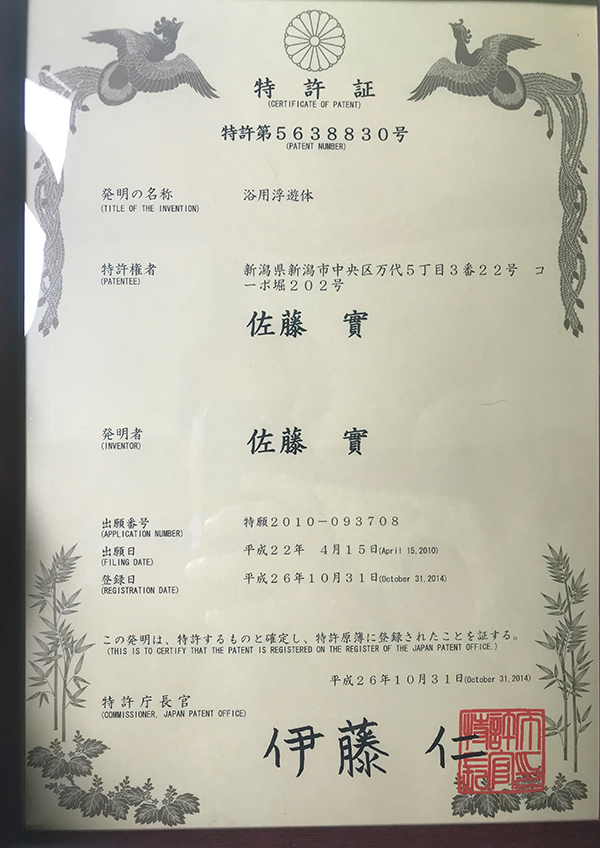 特許証
(CERTIFICATE OF PATENT)
特許第５６３８８３０号
(PATENT NUMBER)
発明の名称 浴用浮遊体
(TITLE OF THE INVENTION)
特許権者 新潟県新潟市中央区万代５丁目３番２２号　コ
(PATENTEE) ーポ堀２０２号
佐藤　實
発明者 佐藤　實
(INVENTOR)
出願番号 特願２０１０－０９３７０８
(APPLICATION NUMBER)
出願日 平成２２年　４月１５日(April 15,2010)
(FILING DATE)
登録日 平成２６年１０月３１日(October 31,2014)
(REGISTRATION DATE)
この発明は、特許するものと確定し、特許原簿に登録されたことを証する。
(THIS IS TO CERTIFY THAT THE PATENT IS REGISTERED ON THE REGISTER OF THE JAPAN PATENT OFFICE.)
平成２６年１０月３１日(October 31,2014)
特許庁長官
(COMMISSIONER, JAPAN PATENT OFFICE)
伊藤　仁